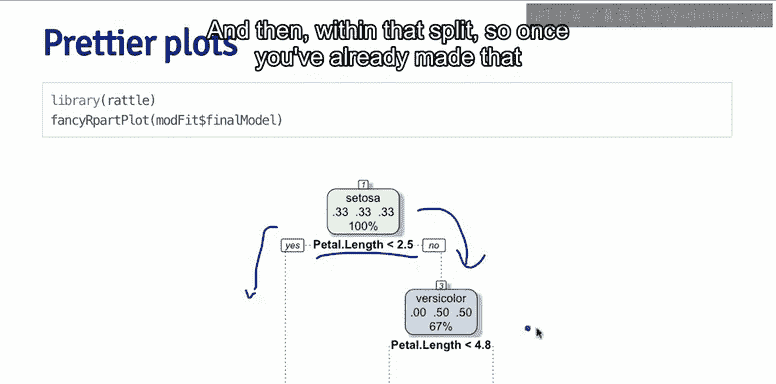 And then, within that split, so once
you've already made that
Prettier plots
library(rattle)
fancyRpartPlot(modFit$finalModel)
1
setosa
.33 .33 .33
100%
yes Petal.Length < 2.5 no
3
versicolor
.00 .50 .50
67%
Petal.Length < 4.8